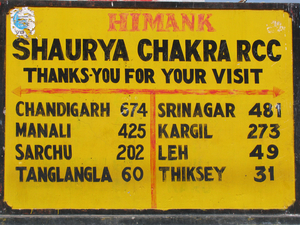 HIMANK
SHAURYA CHAKRA RCC
THANKS-YOU FOR YOUR VISIT
CHANDIGARH 674
MANALI 425
SARCHU 202
TANGLANGLA 60
SRINAGAR 481
KARGIL 273
LEH 49
THIKSEY 31